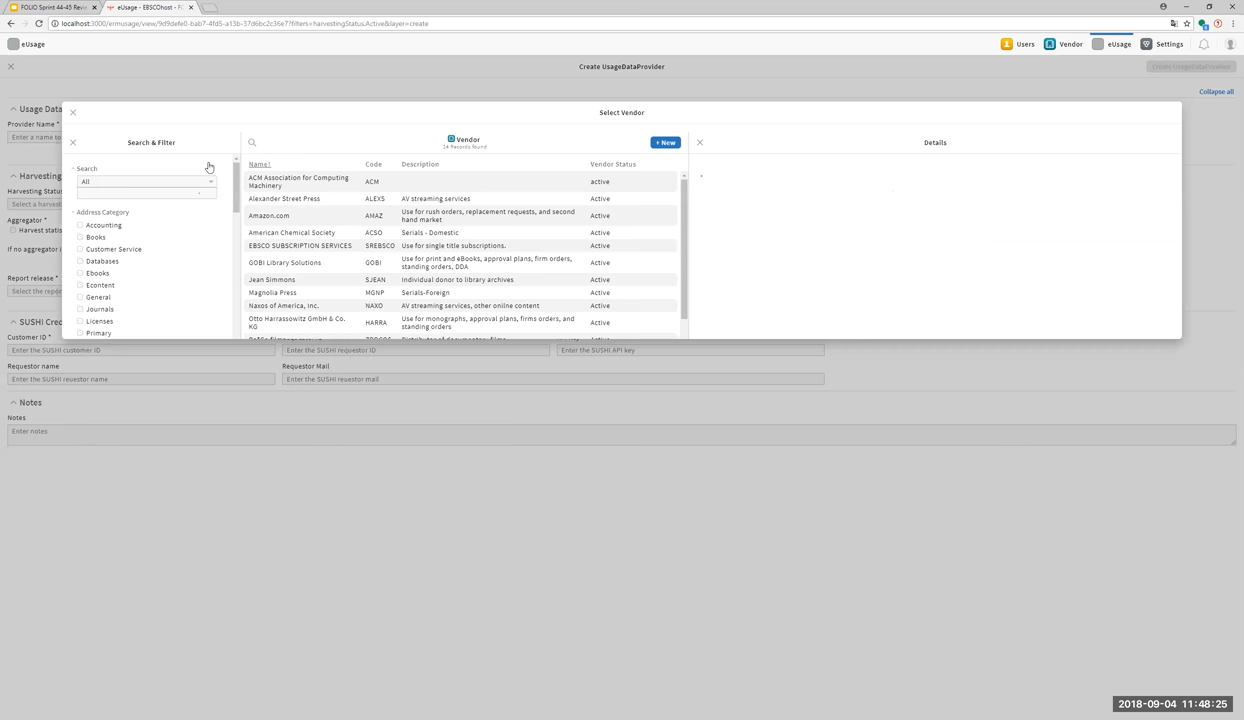 FOLIO Sprint 44-45 Revi
eUsage - EBSCOhost - FO
localhost:3000/ermusage/view/9d9defe0-bab7-4fd5-a13b-37d6bc2c36e7?filters=harvestingStatus.Active&layer=create
eUsage
Users
Vendor
eUsage
Settings
Create UsageDataProvider
Create UsageDataProvider
Collapse all
Usage Data
Provider Name *
Enter a name to
Harvesting
Harvesting Status
Select a harvest
Aggregator *
Harvest statis
If no aggregator i
Report release *
Select the report
SUSHI Cred
Customer ID *
Enter the SUSHI customer ID
Enter the SUSHI requestor ID
Enter the SUSHI API key
Requestor name
Requestor Mail
Enter the SUSHI reuestor name
Enter the SUSHI reuestor mail
Notes
Notes
Enter notes
Select Vendor
Search & Filter
Search
All
Address Category
Accounting
Books
Customer Service
Databases
Ebooks
Econtent
General
Journals
Licenses
Primary
Vendor
14 Records found
+ New
Name↑ Code Description Vendor Status
ACM Association for Computing
Machinery ACM active
Alexander Street Press ALEXS AV streaming services Active
Amazon.com AMAZ Use for rush orders, replacement requests, and second
hand market Active
American Chemical Society ACSO Serials - Domestic Active
EBSCO SUBSCRIPTION SERVICES SREBSCO Use for single title subscriptions. Active
GOBI Library Solutions GOBI Use for print and eBooks, approval plans, firm orders,
standing orders, DDA Active
Jean Simmons SJEAN Individual donor to library archives Active
Magnolia Press MGNP Serials-Foreign Active
Naxos of America, Inc. NAXO AV streaming services, other onilne content Active
Otto Harrassowitz GmbH & Co.
KG HARRA Use for monographs, approval plans, firms orders, and
standing orders Active
Details
2018-09-04 11:48:25